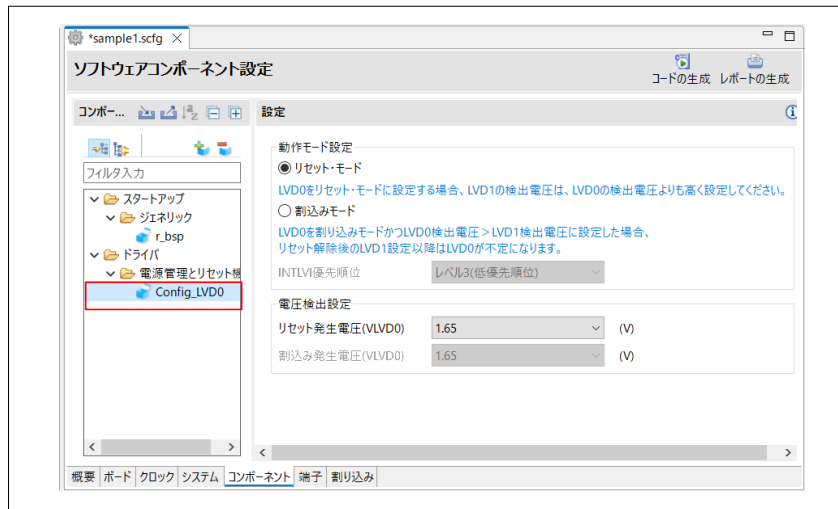 *sample1.scfg
ソフトウェアコンポーネント設定
コードの生成 レポートの生成
コンポー...
設定
フィルタ入力
スタートアップ
ジェネリック
r_bsp
ドライバ
電源管理とリセット機
Config_LVD0
動作モード設定
リセット・モード
LVD0をリセット・モードに設定する場合、LVD1の検出電圧は、LVD0の検出電圧よりも高く設定してください。
割込みモード
LVD0を割り込みモードかつLVD0検出電圧＞LVD1検出電圧に設定した場合、
リセット解除後のLVD1設定以降はLVD0が不定になります。
INTLVI優先順位 レベル3(低優先順位)
電圧検出設定
リセット発生電圧(VLVD0) 1.65 (V)
割込み発生電圧(VLVD0) 1.65 (V)
概要 ボード クロック システム コンポーネント 端子 割り込み